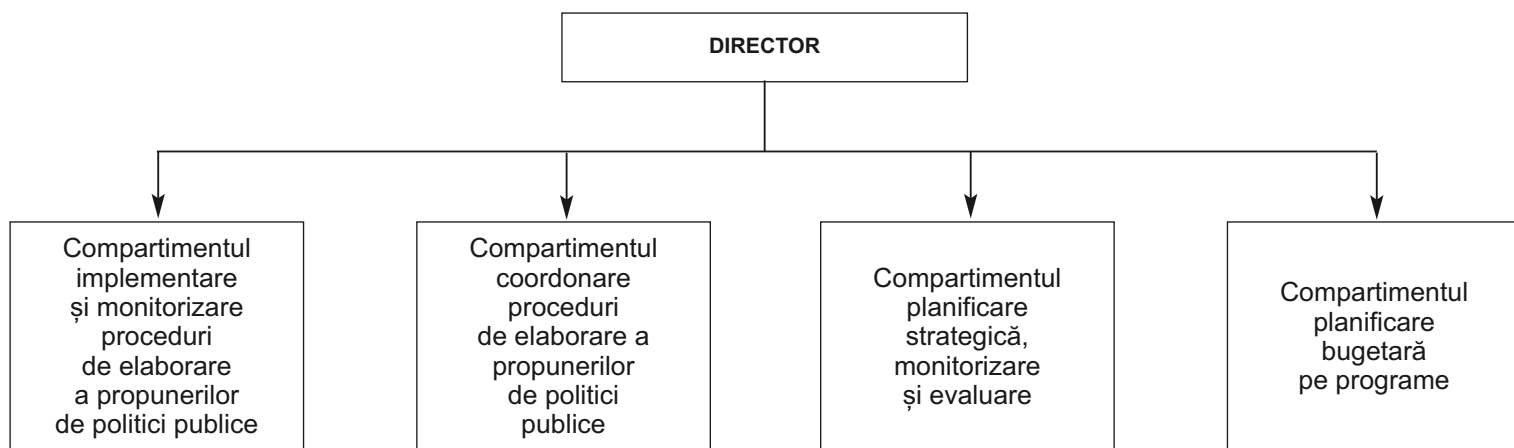 DIRECTOR
Compartimentul
implementare
și monitorizare
proceduri
de elaborare
a propunerilor
de politici publice
Compartimentul
coordonare
proceduri
de elaborare a
propunerilor
de politici
publice
Compartimentul
planificare
strategică,
monitorizare
și evaluare
Compartimentul
planificare
bugetară
pe programe